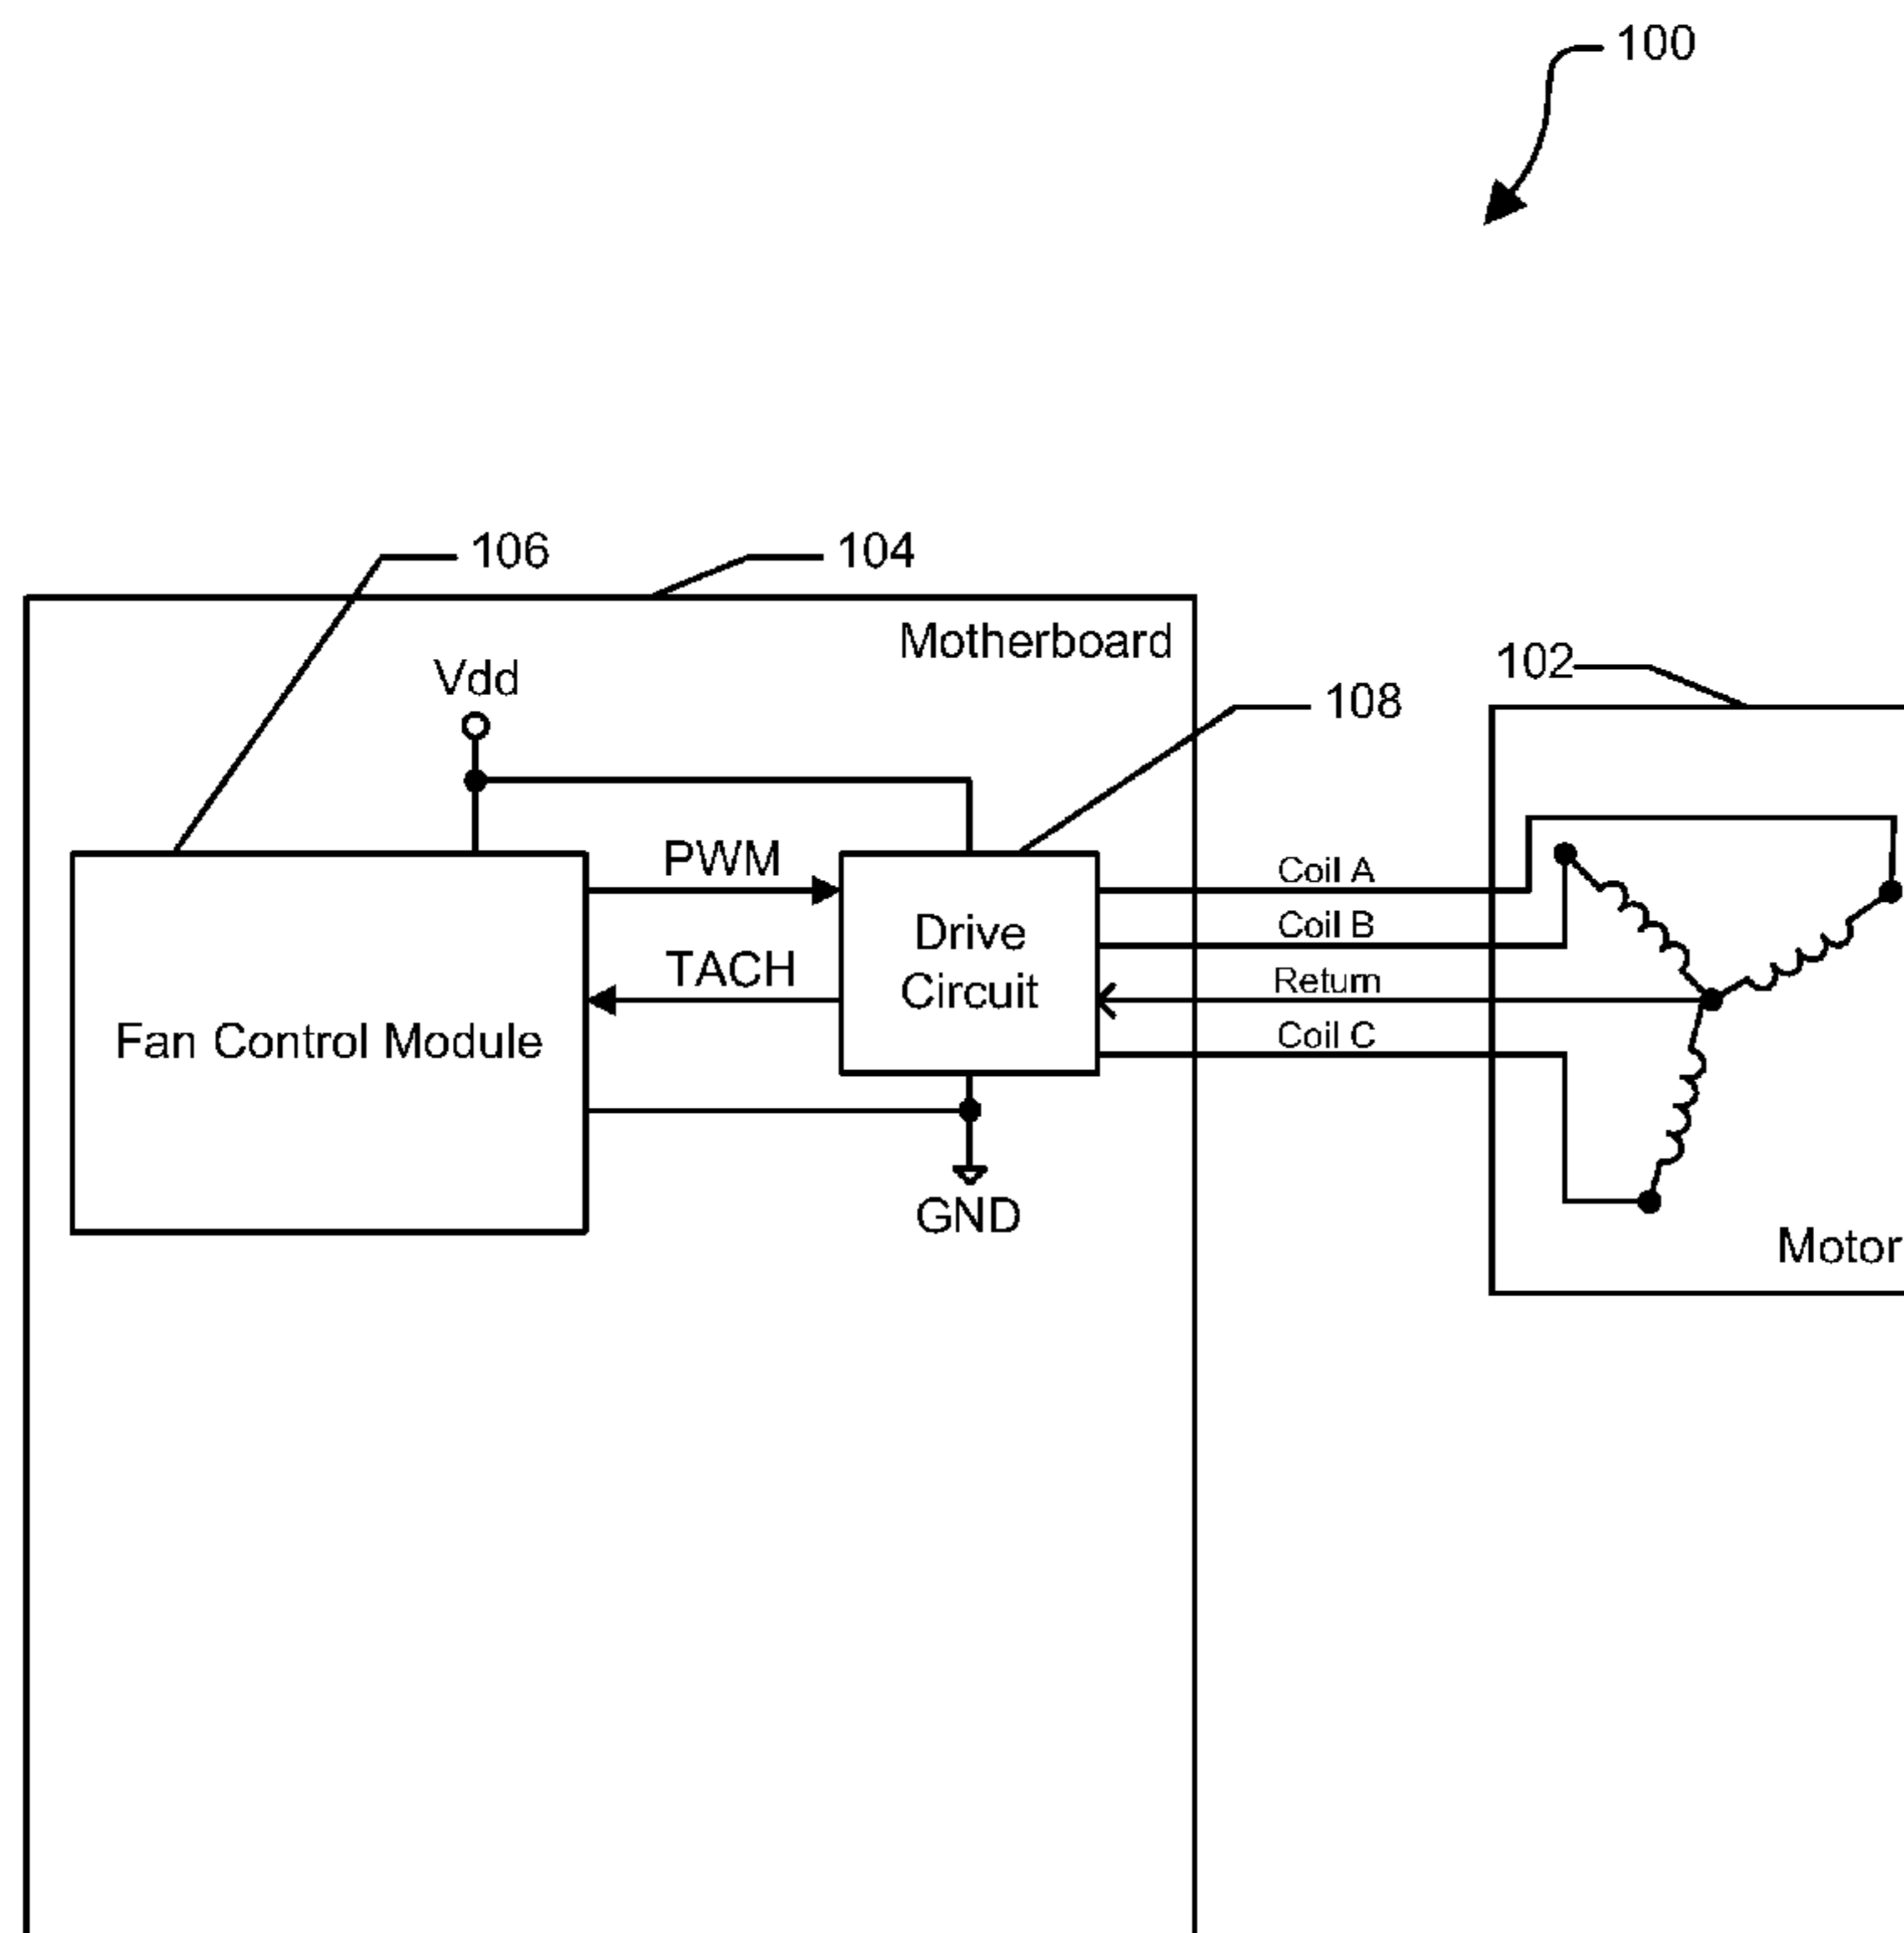 100
106
104
Motherboard
102
Vdd
108
PWM
Coil A
Drive
Circuit
Coil B
TACH
Return
Fan Control Module
Coil C
GND
Motor